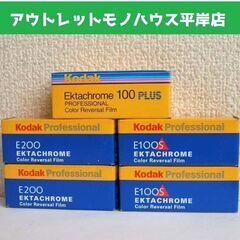 アウトレットモノハウス平岸店
Kodak
Ektachrome 100 PLUS
PROFESSIONAL
Color Reversal Film
Kodak Professional
E200
EKTACHROME
Color Reversal Film
Kodak Professional
E100S
EKTACHROME
Color Reversal Film
Kodak Professional
E200
EKTACHROME
Color Reversal Film
Kodak Professional
E100S
EKTACHROME
Color Reversal Film